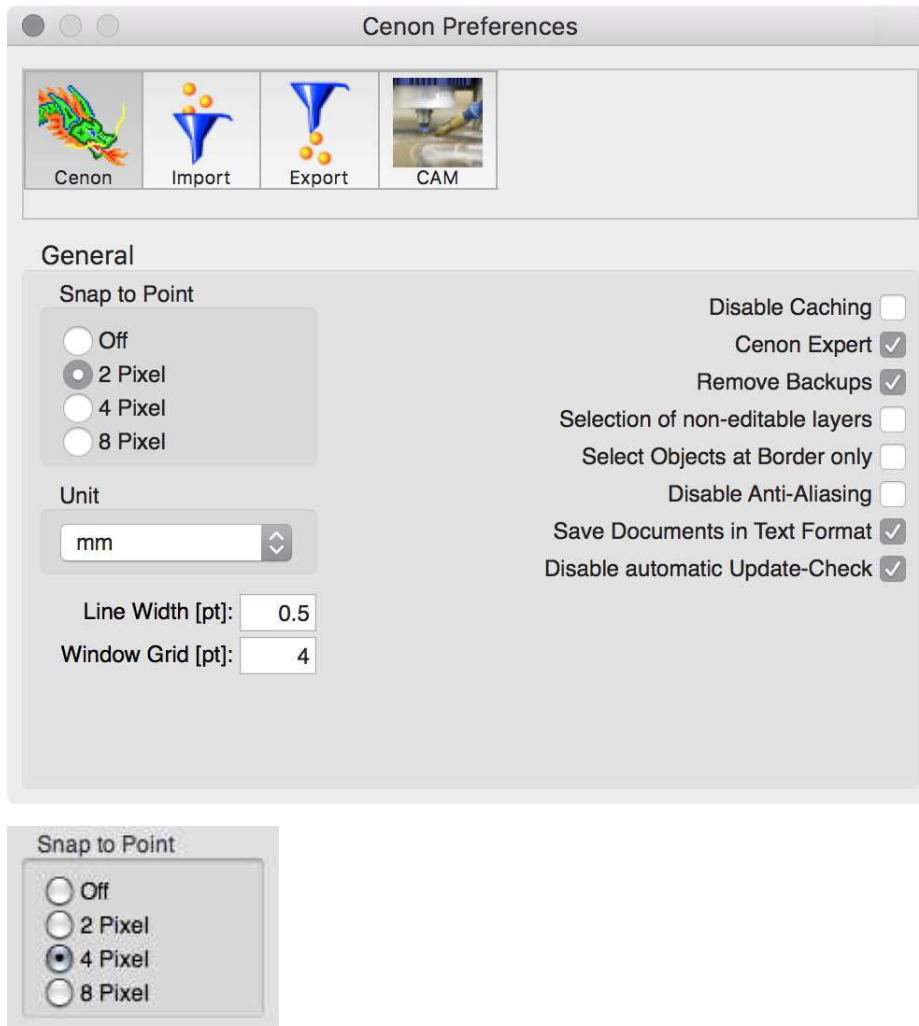 Cenon Preferences
Cenon
Import
Export
CAM
General
Snap to Point
Off
2 Pixel
4 Pixel
8 Pixel
Unit
mm
Line Width [pt]: 0.5
Window Grid [pt]: 4
Disable Caching
Cenon Expert
Remove Backups
Selection of non-editable layers
Select Objects at Border only
Disable Anti-Aliasing
Save Documents in Text Format
Disable automatic Update-Check
Snap to Point
Off
2 Pixel
4 Pixel
8 Pixel